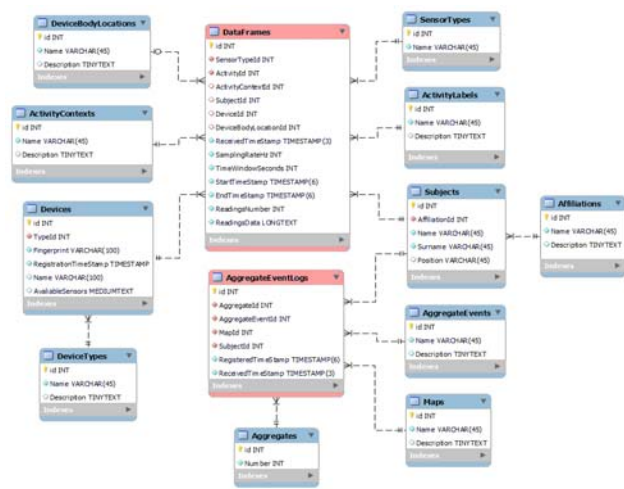 DeviceBodyLocations
id INT
Name VARCHAR(45)
Description TINYTEXT
Indexes
ActivityContexts
id INT
Name VARCHAR(45)
Description TINYTEXT
Indexes
Devices
id INT
TypeId INT
Fingerprint VARCHAR(100)
RegistrationTimeStamp TIMESTAMP
Name VARCHAR(100)
AvailableSensors MEDIUMTEXT
Indexes
DeviceTypes
id INT
Name VARCHAR(45)
Description TINYTEXT
Indexes
DataFrames
id INT
SensorTypeId INT
ActivityId INT
ActivityContextId INT
SubjectId INT
DeviceId INT
DeviceBodyLocationId INT
ReceivedTimeStamp TIMESTAMP(3)
SamplingRateHz INT
TimeWindowSeconds INT
StartTimeStamp TIMESTAMP(6)
EndTimeStamp TIMESTAMP(6)
ReadingsNumber INT
ReadingsData LONGTEXT
Indexes
AggregateEventLogs
id INT
AggregateId INT
AggregateEventId INT
MapId INT
SubjectId INT
RegisteredTimeStamp TIMESTAMP(6)
ReceivedTimeStamp TIMESTAMP(3)
Indexes
Aggregates
id INT
Number INT
Indexes
SensorTypes
id INT
Name VARCHAR(45)
Indexes
ActivityLabels
id INT
Name VARCHAR(45)
Description TINYTEXT
Indexes
Subjects
id INT
AffiliationId INT
Name VARCHAR(45)
Surname VARCHAR(45)
Position VARCHAR(45)
Indexes
Affiliations
id INT
Name VARCHAR(45)
Description TINYTEXT
Indexes
AggregateEvents
id INT
Name VARCHAR(45)
Description TINYTEXT
Indexes
Maps
id INT
Name VARCHAR(45)
Description TINYTEXT
Indexes